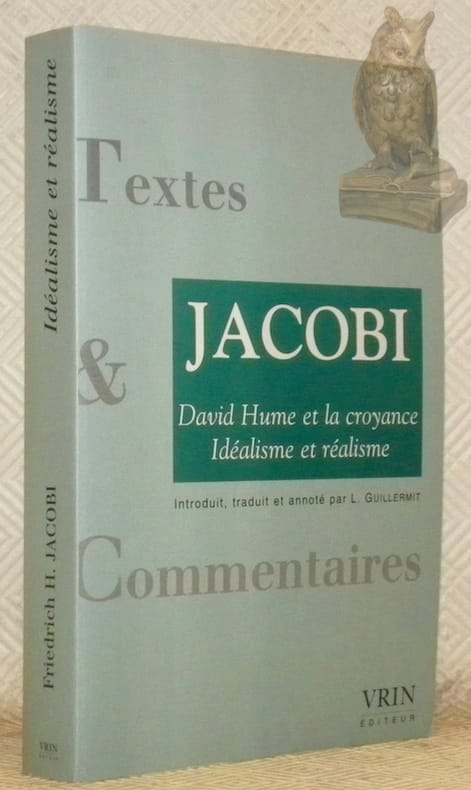 Friedrich H. JACOBI
Idéalisme et réalisme
VRIN
EDITEUR
Textes
JACOBI
David Hume et la croyance
Idéalisme et réalisme
Introduit, traduit et annoté par L. GUILLERMIT
&
Commentaires
VRIN
EDITEUR